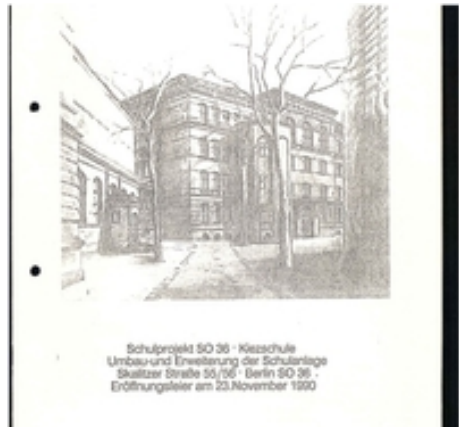 Schulprojekt SO 36 · Kiezschule
Umbau-und Erweiterung der Schulanlage
Skalitzer Straße 55/56 · Berlin SO 36
Eröffnungsfeier am 23.November 1990